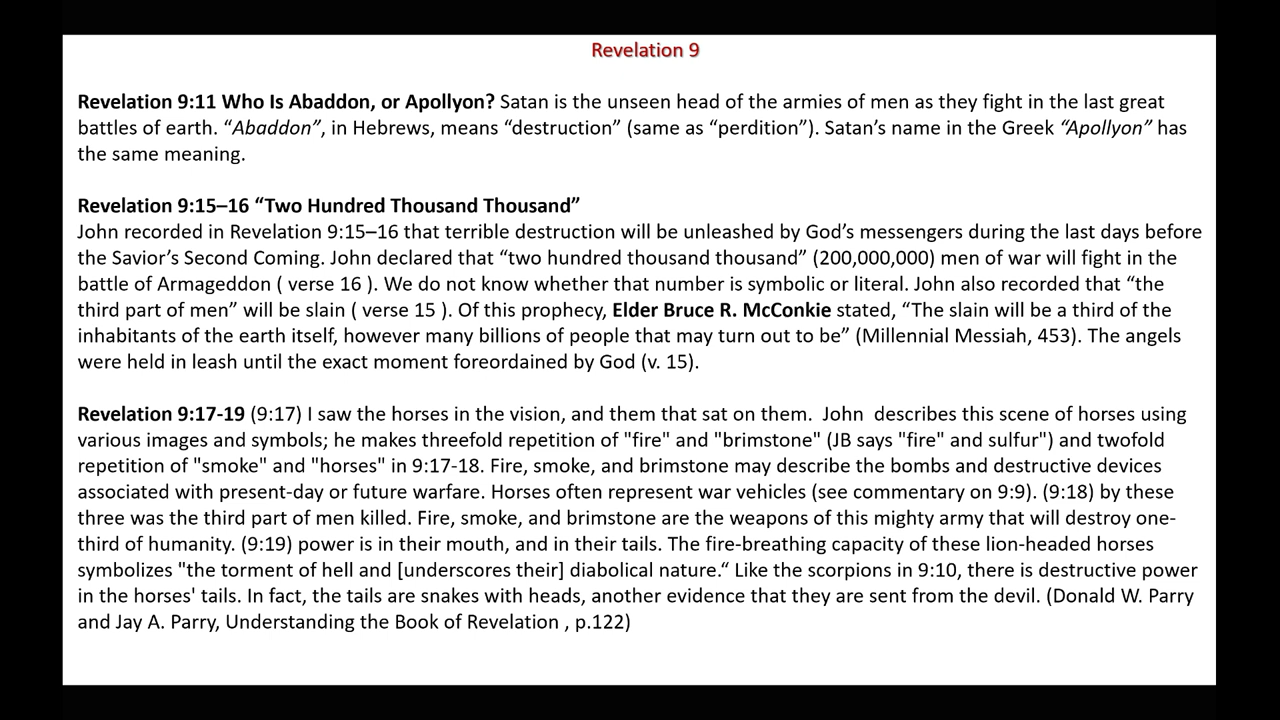 Revelation 9
Revelation 9:11 Who Is Abaddon, or Apollyon? Satan is the unseen head of the armies of men as they fight in the last great
battles of earth. “Abaddon”, in Hebrews, means “destruction” (same as “perdition”). Satan’s name in the Greek “Apollyon” has
the same meaning.
Revelation 9:15–16 “Two Hundred Thousand Thousand”
John recorded in Revelation 9:15–16 that terrible destruction will be unleashed by God’s messengers during the last days before
the Savior’s Second Coming. John declared that “two hundred thousand thousand” (200,000,000) men of war will fight in the
battle of Armageddon ( verse 16 ). We do not know whether that number is symbolic or literal. John also recorded that “the
third part of men” will be slain ( verse 15 ). Of this prophecy, Elder Bruce R. McConkie stated, “The slain will be a third of the
inhabitants of the earth itself, however many billions of people that may turn out to be” (Millennial Messiah, 453). The angels
were held in leash until the exact moment foreordained by God (v. 15).
Revelation 9:17-19 (9:17) I saw the horses in the vision, and them that sat on them.  John  describes this scene of horses using
various images and symbols; he makes threefold repetition of "fire" and "brimstone" (JB says "fire" and sulfur") and twofold
repetition of "smoke" and "horses" in 9:17-18. Fire, smoke, and brimstone may describe the bombs and destructive devices
associated with present-day or future warfare. Horses often represent war vehicles (see commentary on 9:9). (9:18) by these
three was the third part of men killed. Fire, smoke, and brimstone are the weapons of this mighty army that will destroy one-
third of humanity. (9:19) power is in their mouth, and in their tails. The fire-breathing capacity of these lion-headed horses
symbolizes "the torment of hell and [underscores their] diabolical nature.“ Like the scorpions in 9:10, there is destructive power
in the horses' tails. In fact, the tails are snakes with heads, another evidence that they are sent from the devil. (Donald W. Parry
and Jay A. Parry, Understanding the Book of Revelation , p.122)